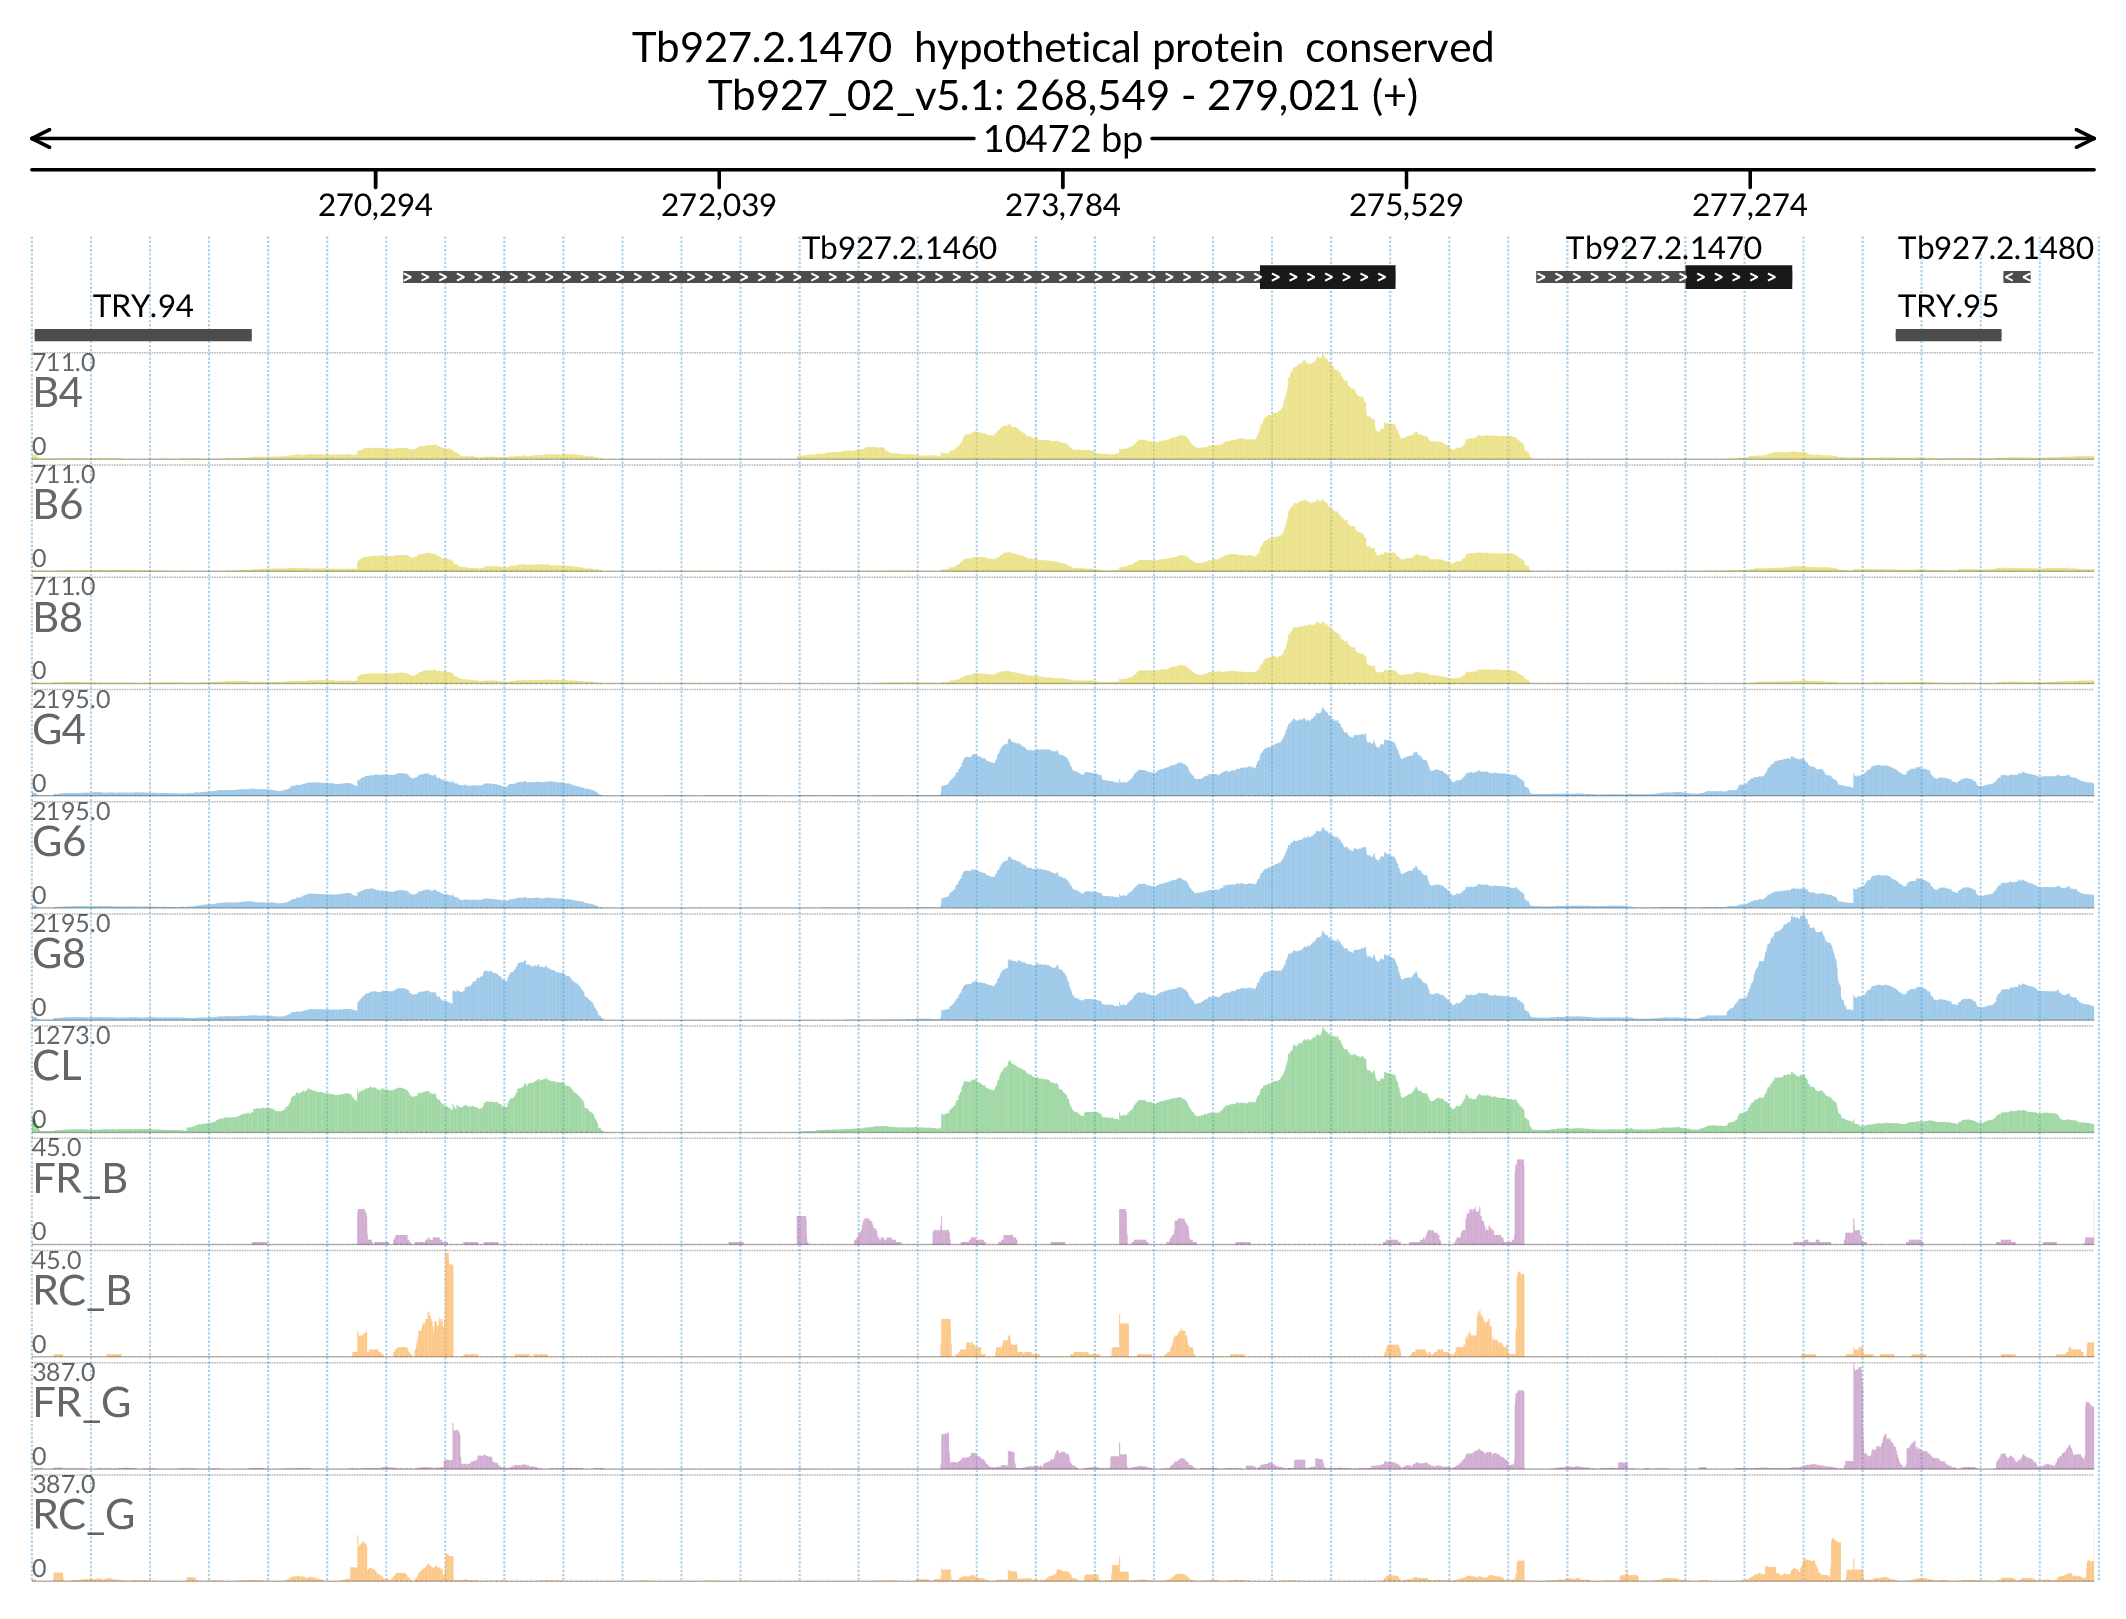 Tb927.2.1470 hypothetical protein conserved
Tb927_02_v5.1: 268,549 - 279,021 (+)
10472 bp
270,294 272,039 273,784 275,529 277,274
Tb927.2.1460 Tb927.2.1470 Tb927.2.1480
TRY.94 TRY.95
711.0
B4
0
711.0
B6
0
711.0
B8
0
2195.0
G4
0
2195.0
G6
0
2195.0
G8
0
1273.0
CL
0
45.0
FR_B
0
45.0
RC_B
0
387.0
FR_G
0
387.0
RC_G
0